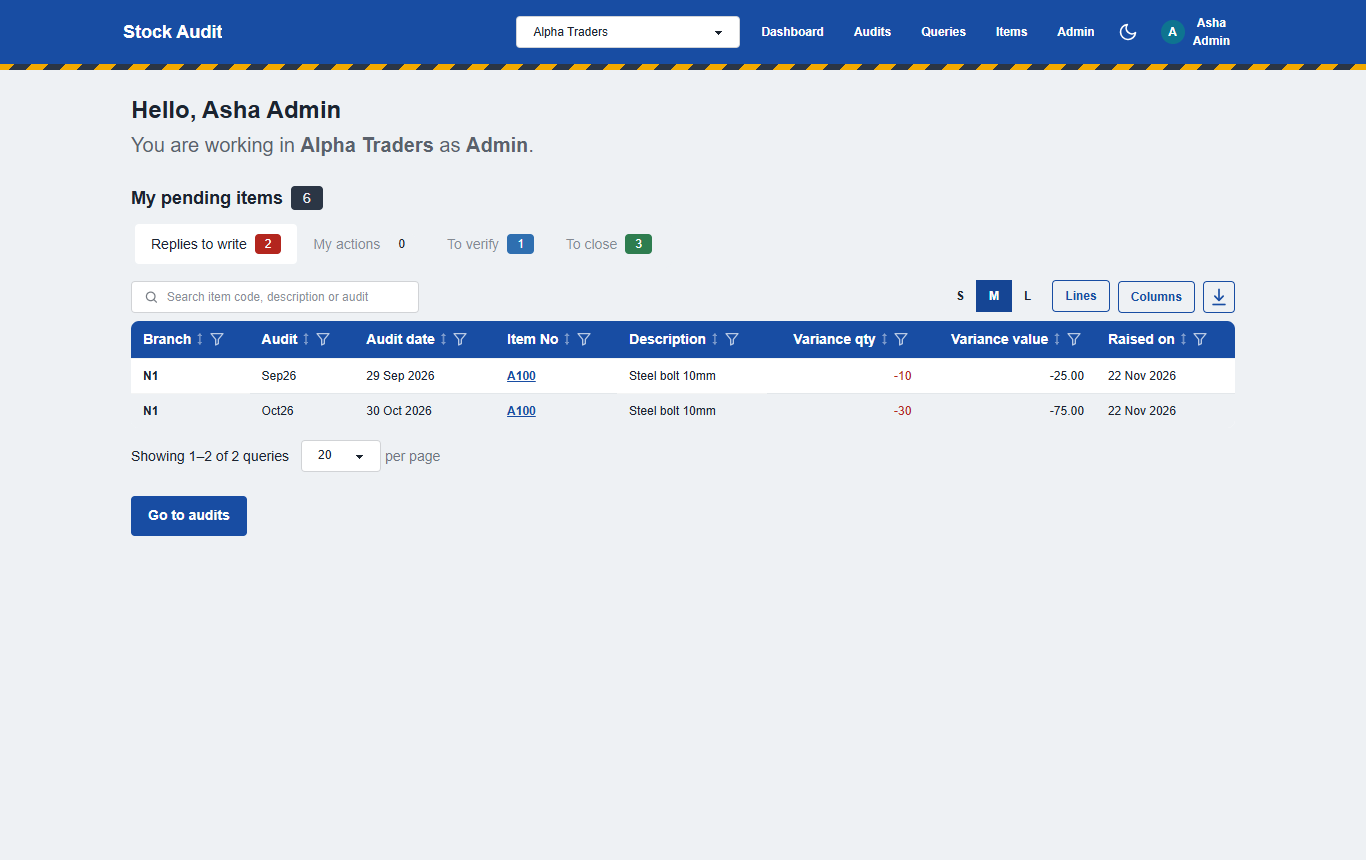 Stock Audit
Alpha Traders
Dashboard
Audits
Queries
Items
Admin
A
Asha
Admin
Hello, Asha Admin
You are working in Alpha Traders as Admin.
My pending items 6
Replies to write 2 My actions 0 To verify 1 To close 3
Search item code, description or audit
S M L Lines Columns
Branch Audit Audit date Item No Description Variance qty Variance value Raised on
N1 Sep26 29 Sep 2026 A100 Steel bolt 10mm -10 -25.00 22 Nov 2026
N1 Oct26 30 Oct 2026 A100 Steel bolt 10mm -30 -75.00 22 Nov 2026
Showing 1–2 of 2 queries 20 per page
Go to audits